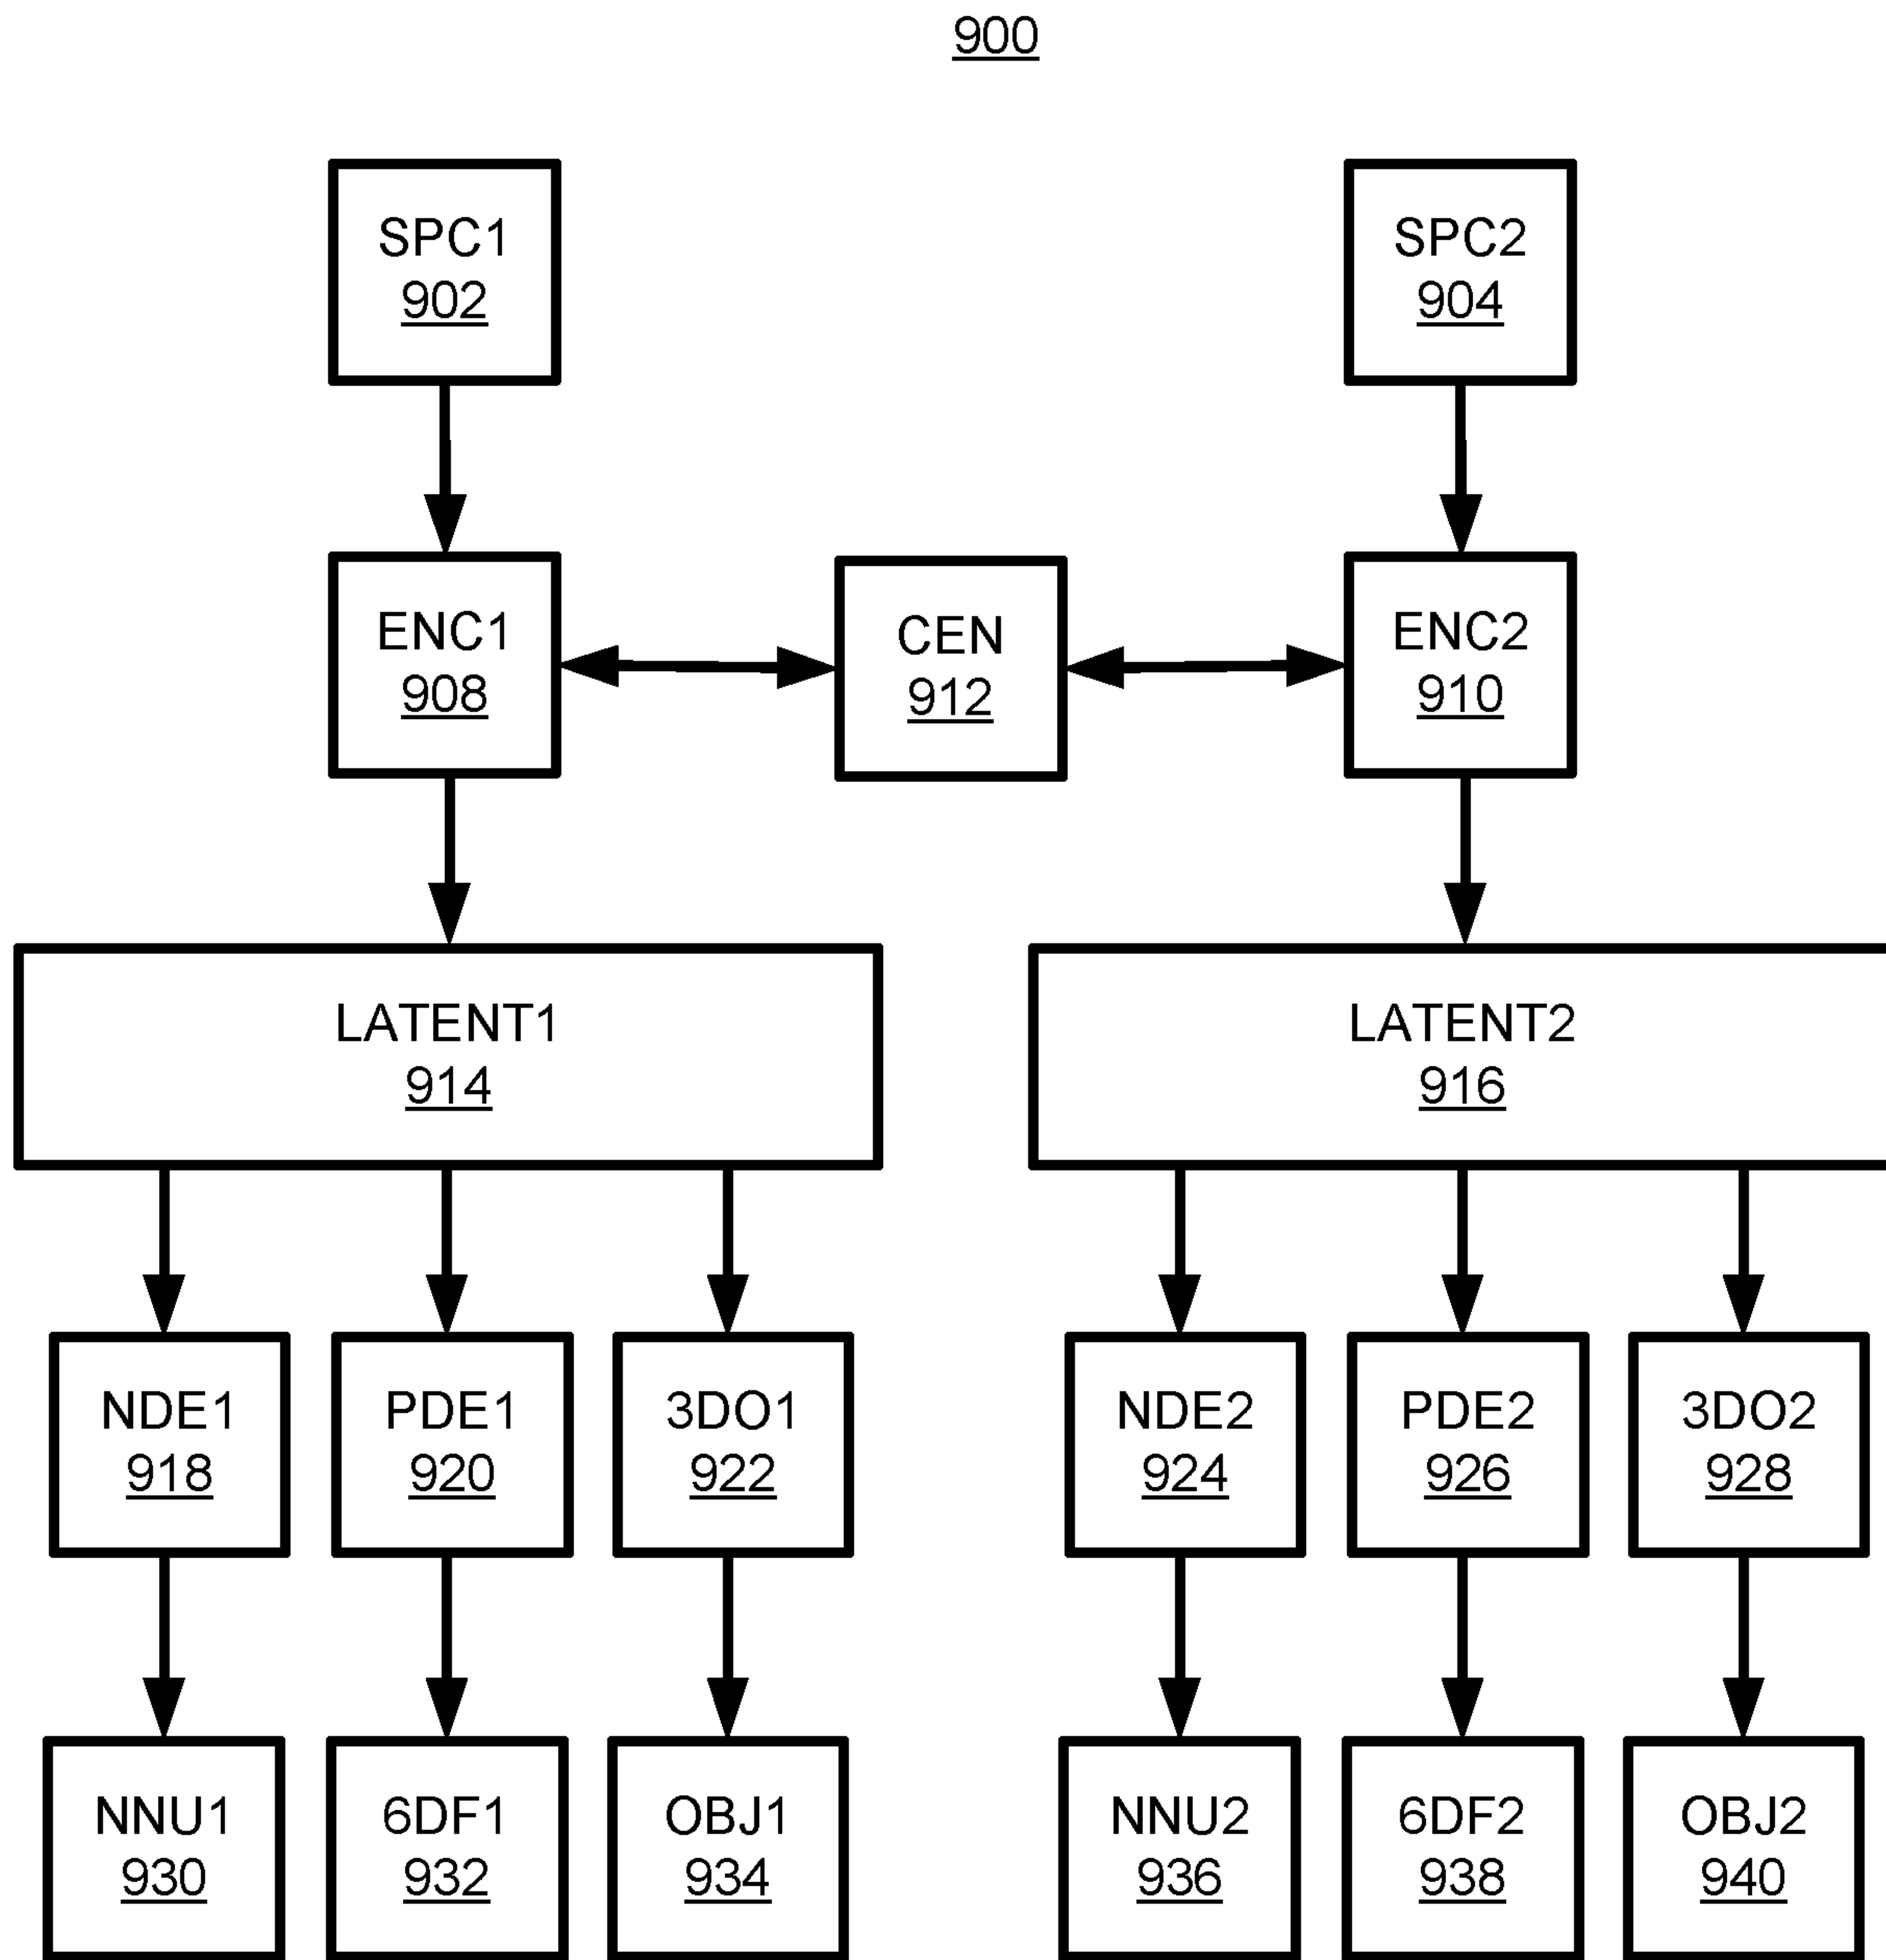 900
SPC1
902
SPC2
904
ENC1
908
CEN
912
ENC2
910
LATENT1
914
LATENT2
916
NDE1
918
PDE1
920
3DO1
922
NDE2
924
PDE2
926
3DO2
928
NNU1
930
6DF1
932
OBJ1
934
NNU2
936
6DF2
938
OBJ2
940